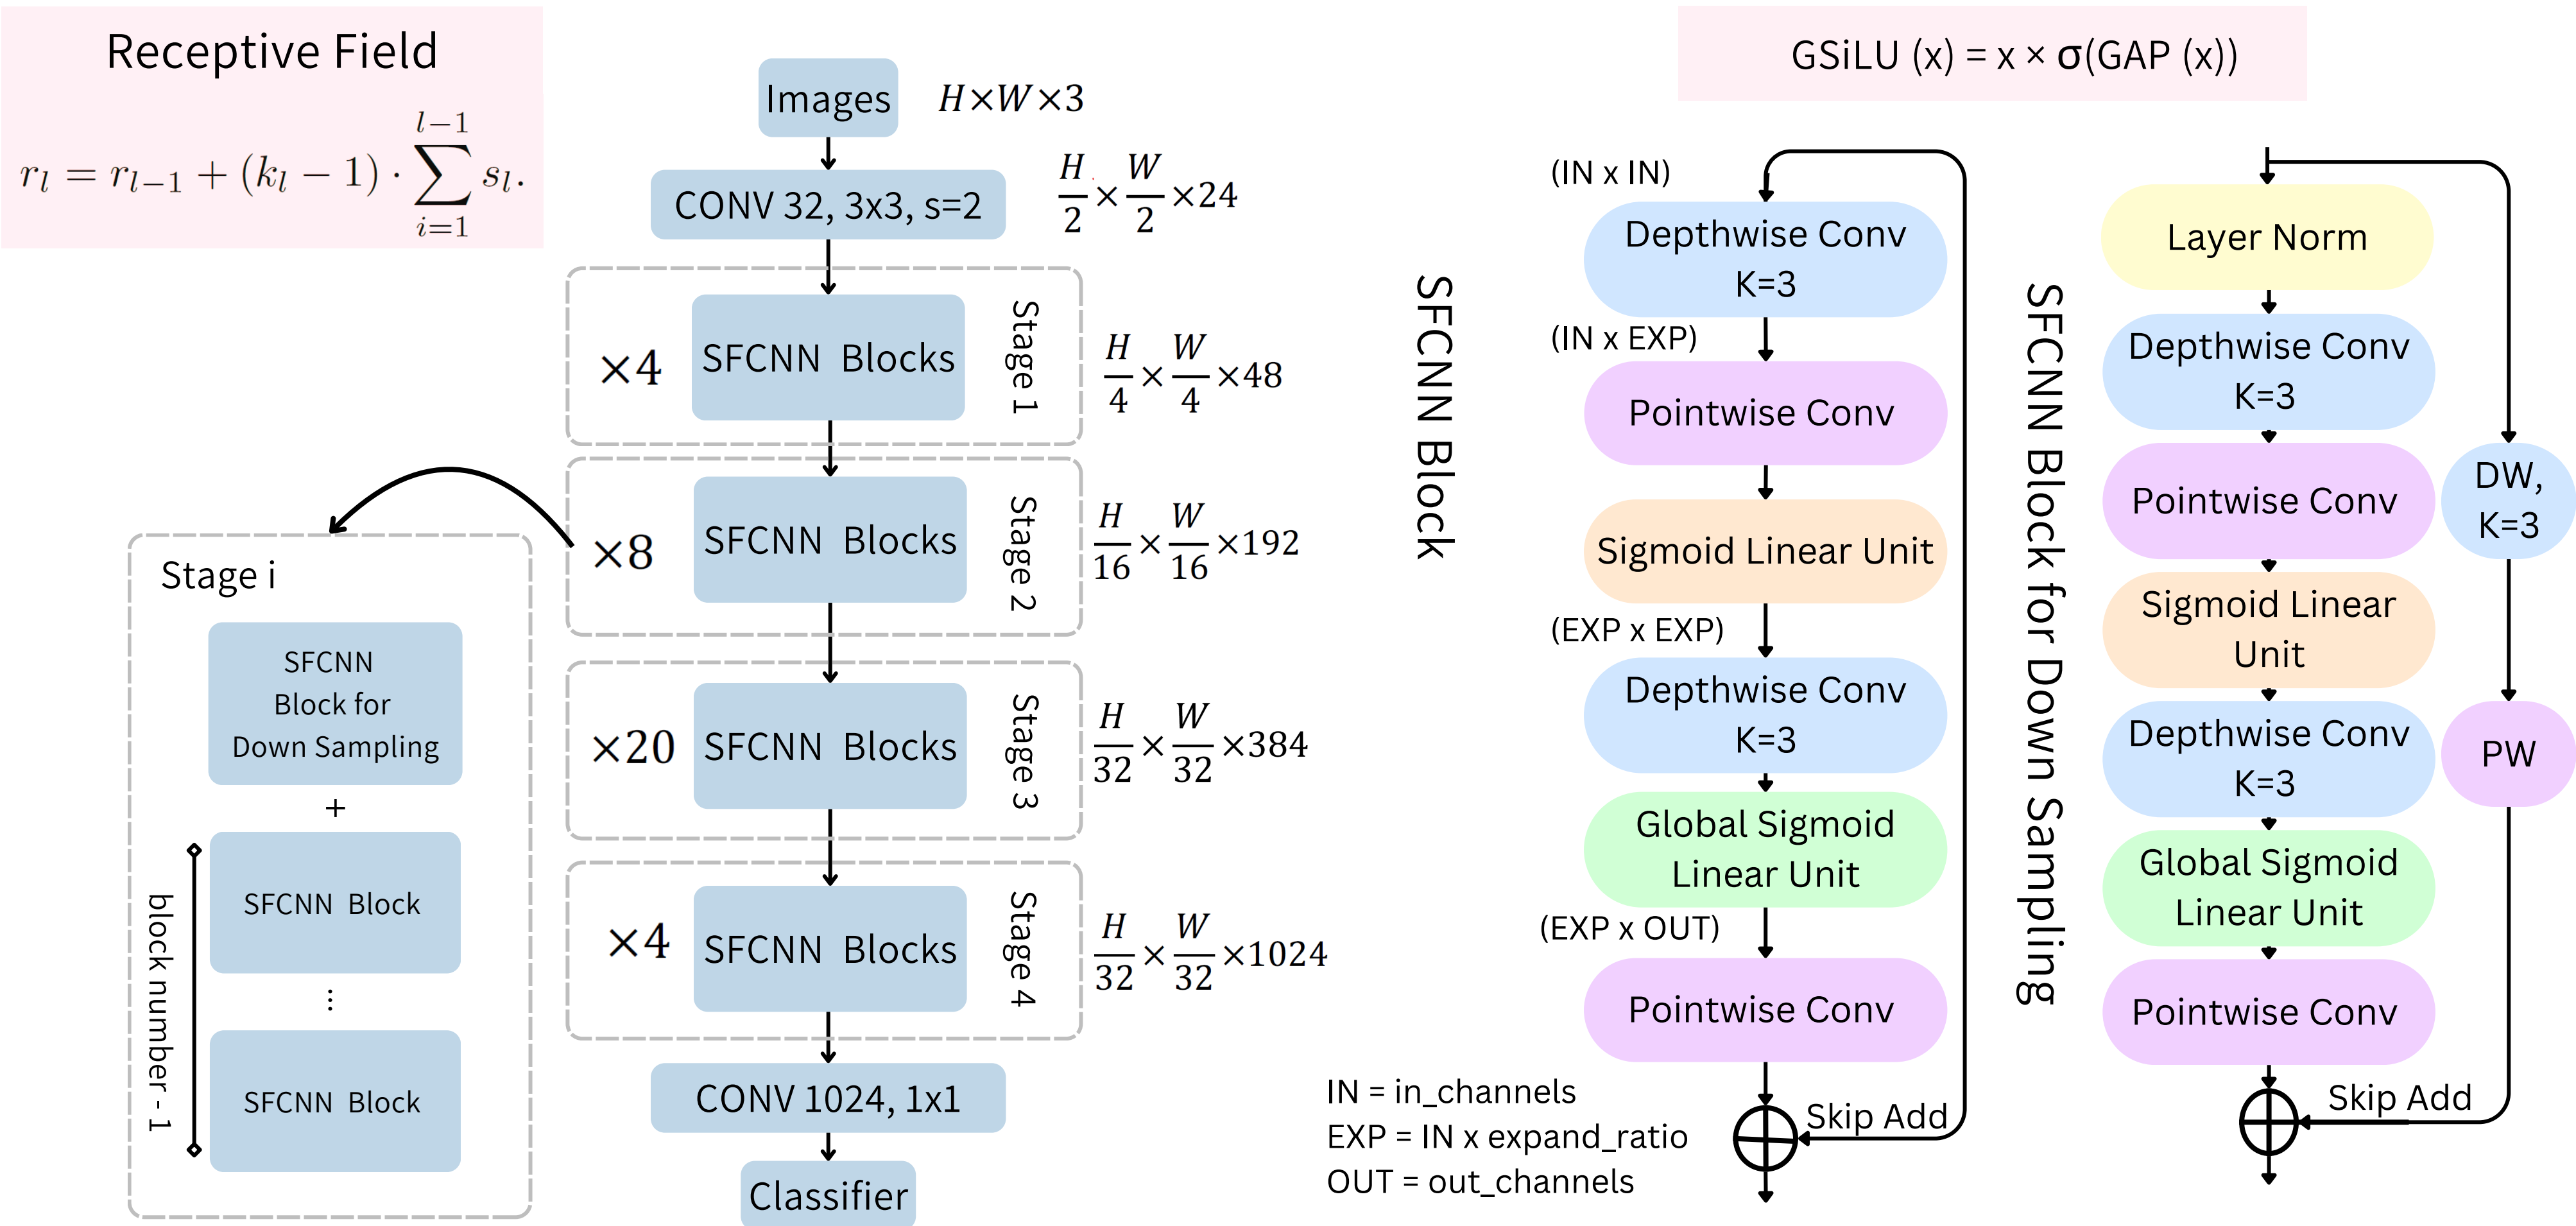 Receptive Field
r_l = r_{l−1} + (k_l − 1) · \sum_{i=1}^{l−1} s_l.
Images
H×W×3
CONV 32, 3x3, s=2
H/2 × W/2 ×24
×4
SFCNN Blocks
Stage 1
H/4 × W/4 ×48
×8
SFCNN Blocks
Stage 2
H/16 × W/16 ×192
×20
SFCNN Blocks
Stage 3
H/32 × W/32 ×384
×4
SFCNN Blocks
Stage 4
H/32 × W/32 ×1024
CONV 1024, 1x1
Classifier
Stage i
SFCNN
Block for
Down Sampling
+
SFCNN Block
...
SFCNN Block
block number - 1
GSiLU (x) = x × σ(GAP (x))
SFCNN Block
(IN x IN)
Depthwise Conv
K=3
(IN x EXP)
Pointwise Conv
Sigmoid Linear Unit
(EXP x EXP)
Depthwise Conv
K=3
Global Sigmoid
Linear Unit
(EXP x OUT)
Pointwise Conv
Skip Add
IN = in_channels
EXP = IN x expand_ratio
OUT = out_channels
SFCNN Block for Down Sampling
Layer Norm
Depthwise Conv
K=3
Pointwise Conv
Sigmoid Linear
Unit
Depthwise Conv
K=3
Global Sigmoid
Linear Unit
Pointwise Conv
DW,
K=3
PW
Skip Add